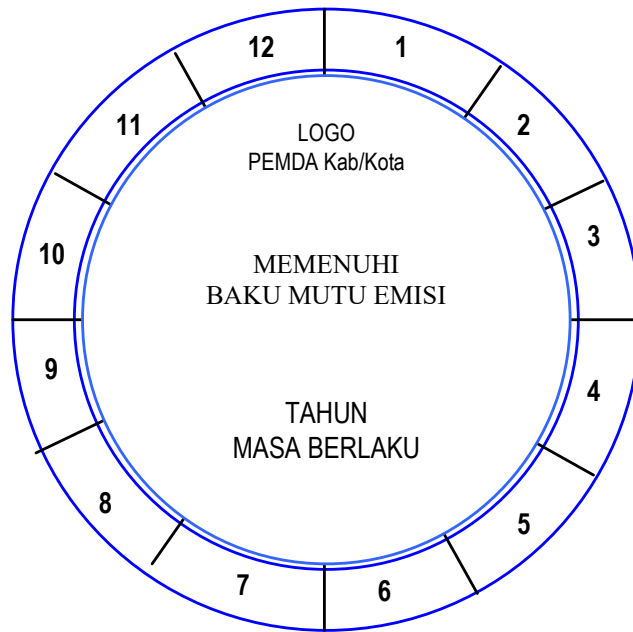 12
1
11
2
LOGO
PEMDA Kab/Kota
10
3
MEMENUHI
BAKU MUTU EMISI
9
4
TAHUN
MASA BERLAKU
8
5
7
6